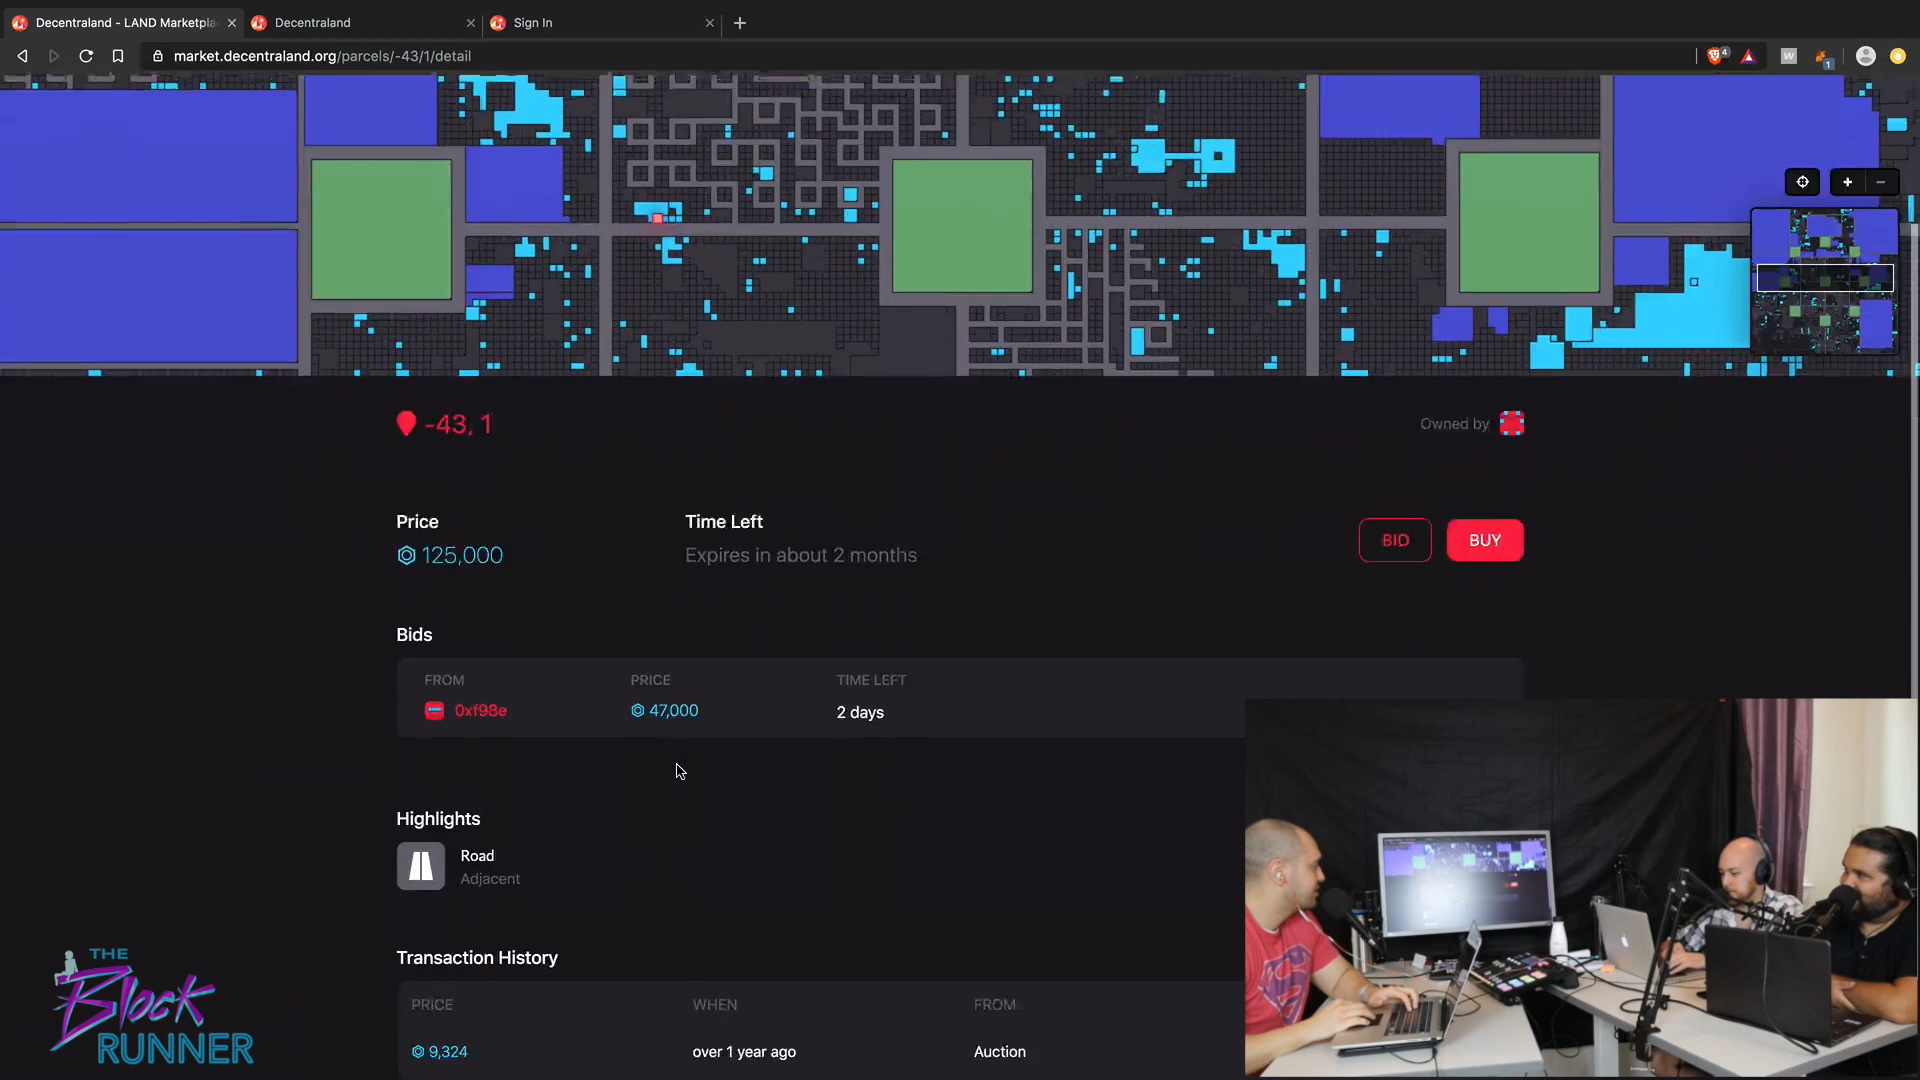 Decentraland - LAND Marketpla
Decentraland
Sign In
market.decentraland.org/parcels/-43/1/detail
4
W
1
-43, 1
Owned by
Price
Time Left
125,000
Expires in about 2 months
BID
BUY
Bids
FROM
PRICE
TIME LEFT
0xf98e
47,000
2 days
Highlights
Road
Adjacent
Transaction History
PRICE
WHEN
FROM
9,324
over 1 year ago
Auction
THE
Block
RUNNER